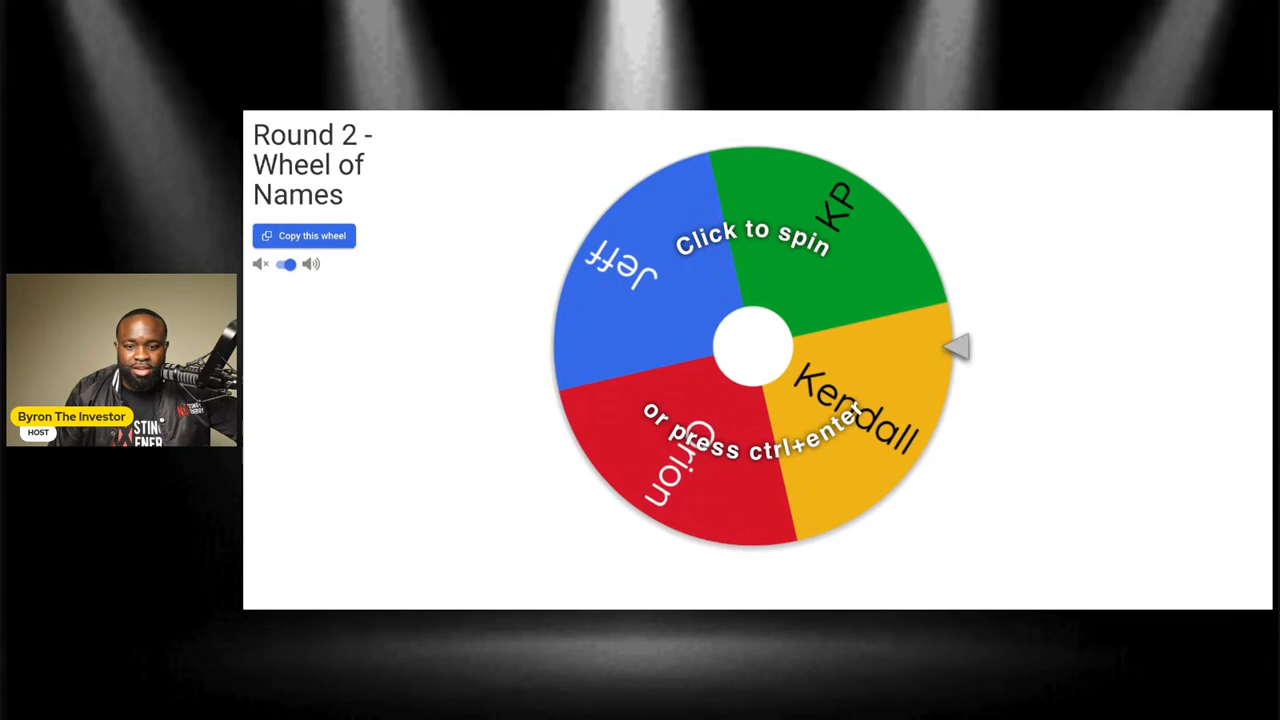 Round 2 -
Wheel of
Names
Copy this wheel
KP
Click to spin
Jeff
Kendall
or press ctrl+enter
Orion
Byron The Investor
HOST